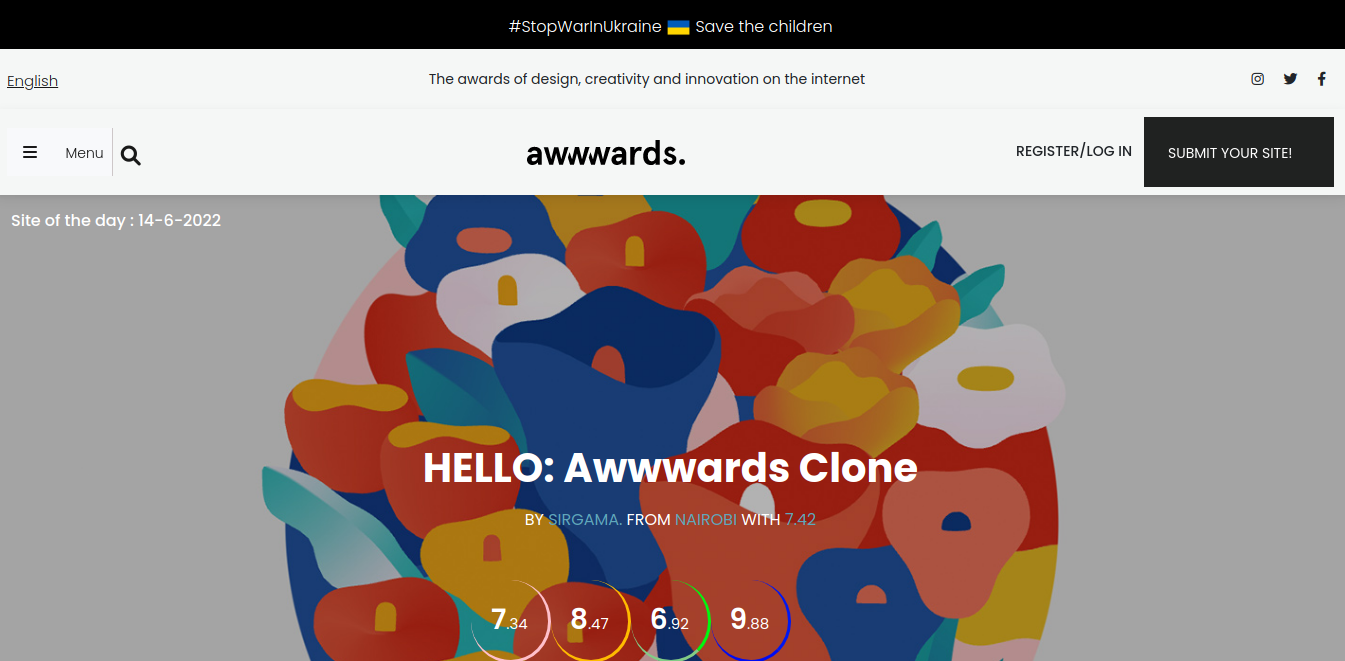 #StopWarInUkraine 🇺🇦 Save the children
English
The awards of design, creativity and innovation on the internet
Menu
awwwards.
REGISTER/LOG IN
SUBMIT YOUR SITE!
Site of the day : 14-6-2022
HELLO: Awwwards Clone
BY SIRGAMA. FROM NAIROBI WITH 7.42
7.34 8.47 6.92 9.88